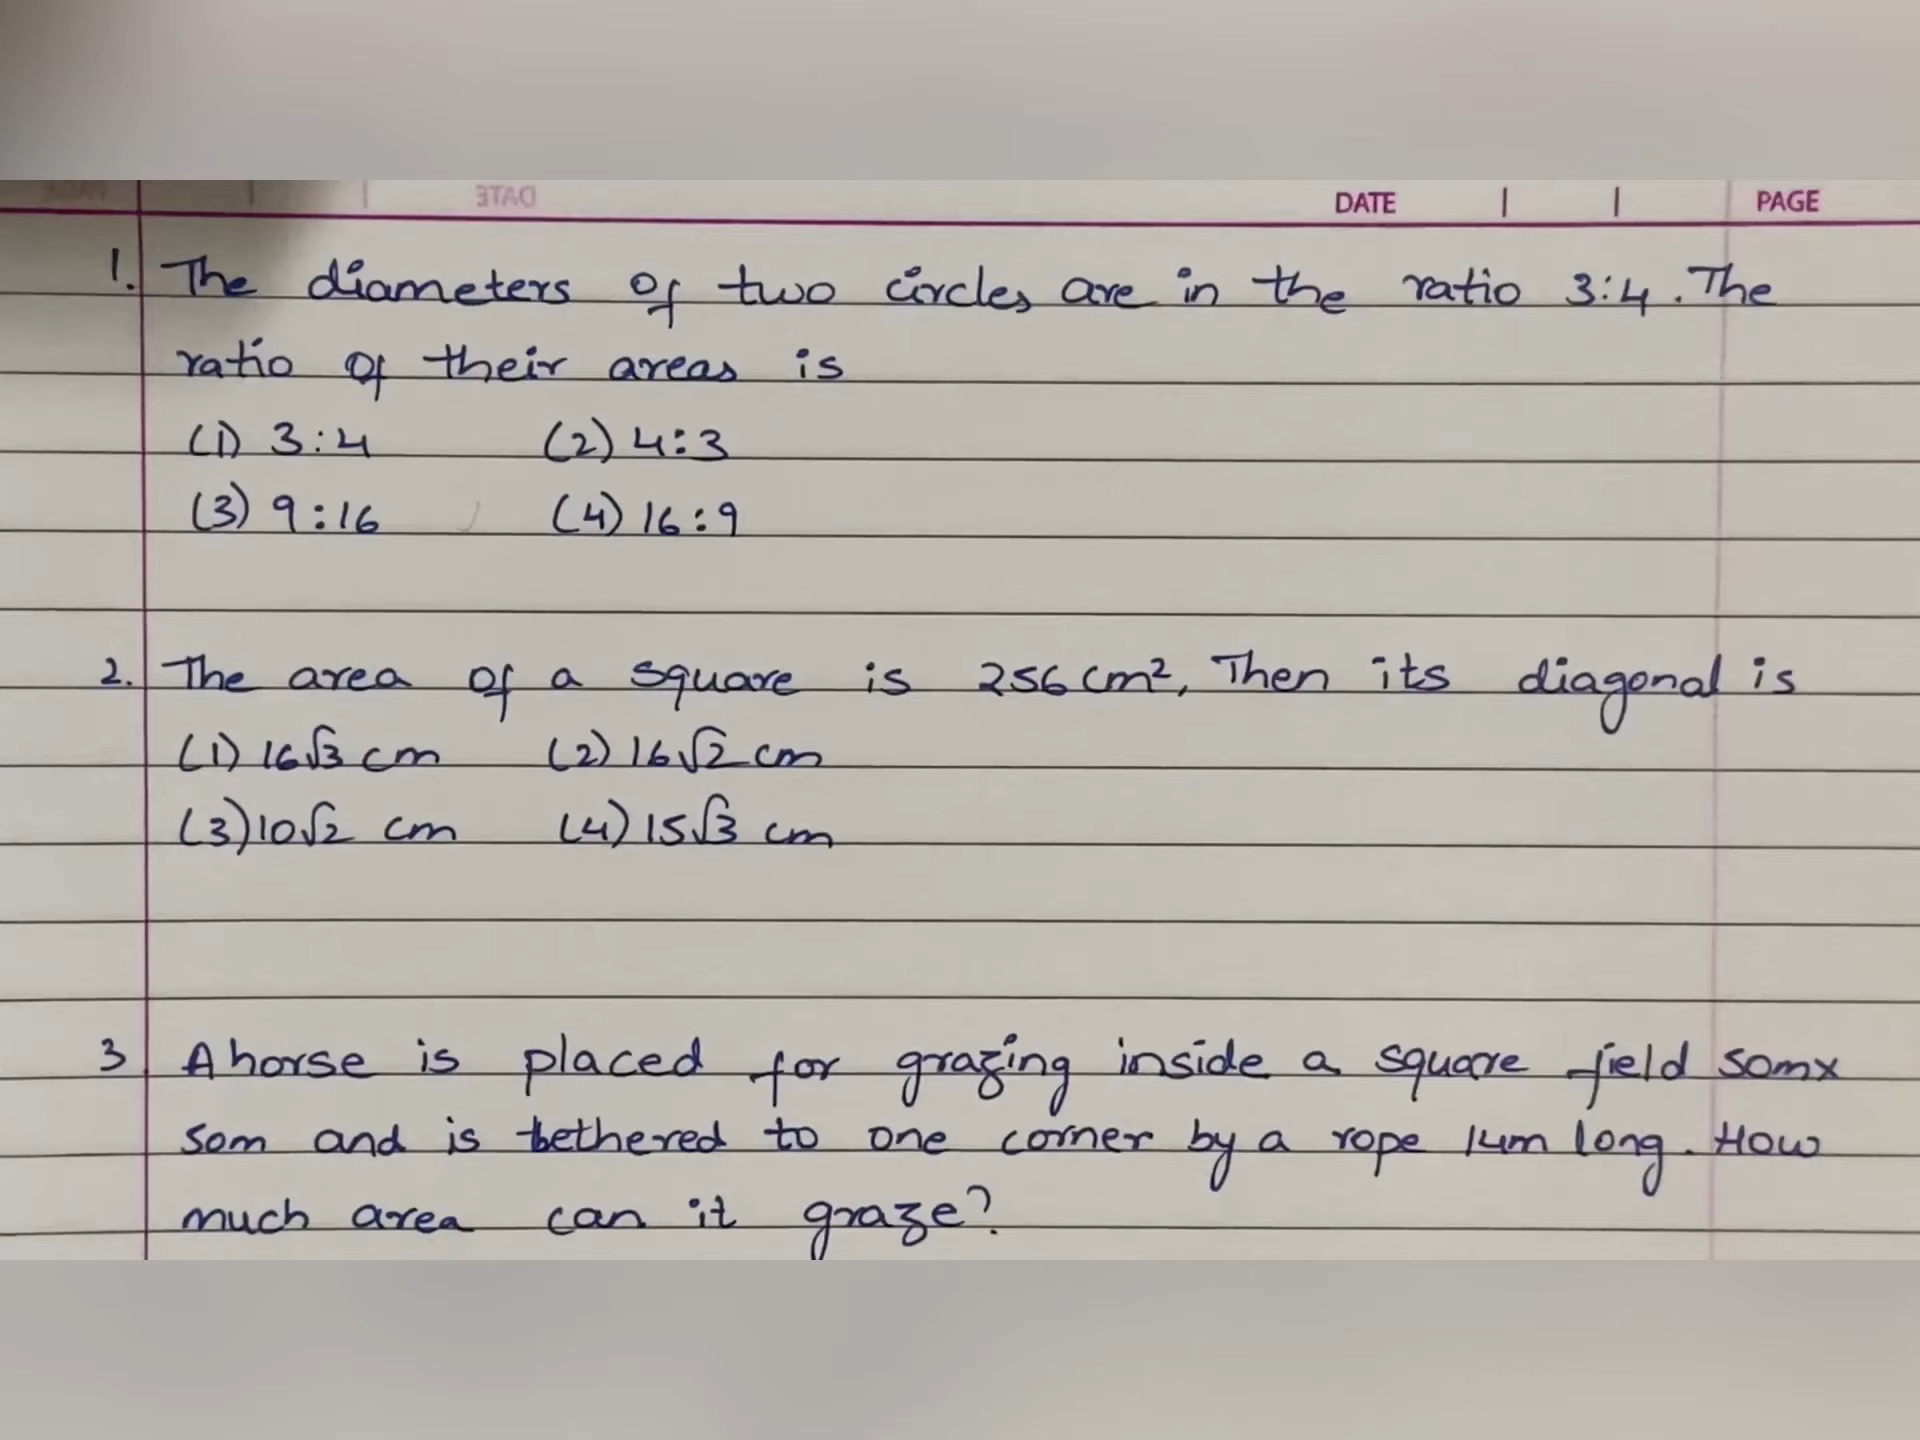 DATE | | PAGE
1. The diameters of two circles are in the ratio 3:4. The
ratio of their areas is
(1) 3:4 (2) 4:3
(3) 9:16 (4) 16:9
2. The area of a square is 256 cm², Then its diagonal is
(1) 16√3 cm (2) 16√2 cm
(3) 10√2 cm (4) 15√3 cm
3 A horse is placed for grazing inside a square field 50m x
50m and is tethered to one corner by a rope 14m long. How
much area can it graze?